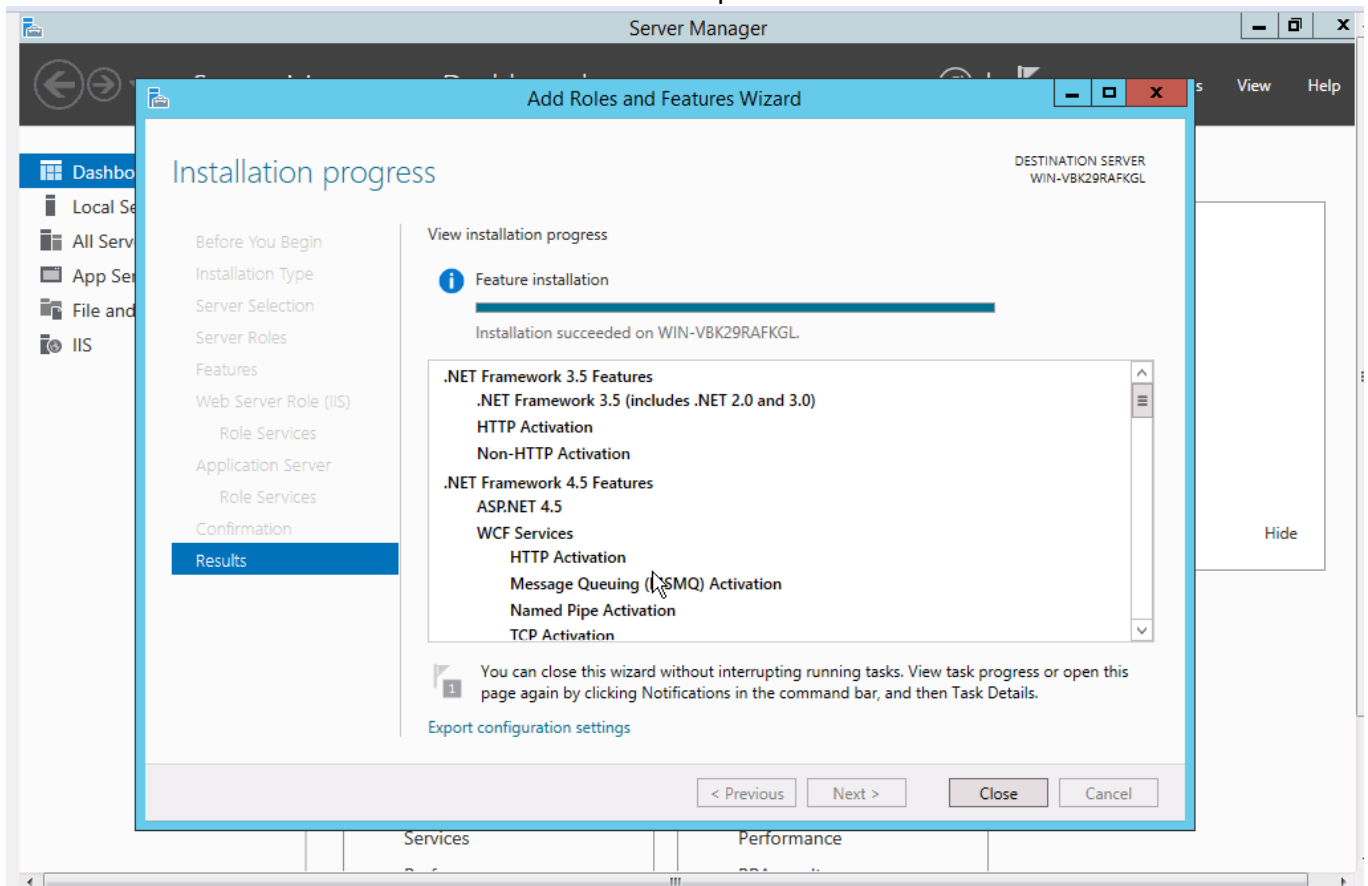 Server Manager
View Help
Add Roles and Features Wizard
Dashbo
Local Se
All Serv
App Ser
File and
IIS
Installation progress
DESTINATION SERVER
WIN-VBK29RAFKGL
Before You Begin
Installation Type
Server Selection
Server Roles
Features
Web Server Role (IIS)
Role Services
Application Server
Role Services
Confirmation
Results
View installation progress
Feature installation
Installation succeeded on WIN-VBK29RAFKGL.
.NET Framework 3.5 Features
.NET Framework 3.5 (includes .NET 2.0 and 3.0)
HTTP Activation
Non-HTTP Activation
.NET Framework 4.5 Features
ASP.NET 4.5
WCF Services
HTTP Activation
Message Queuing (MSMQ) Activation
Named Pipe Activation
TCP Activation
1
You can close this wizard without interrupting running tasks. View task progress or open this
page again by clicking Notifications in the command bar, and then Task Details.
Export configuration settings
< Previous
Next >
Close
Cancel
Hide
Services
Performance